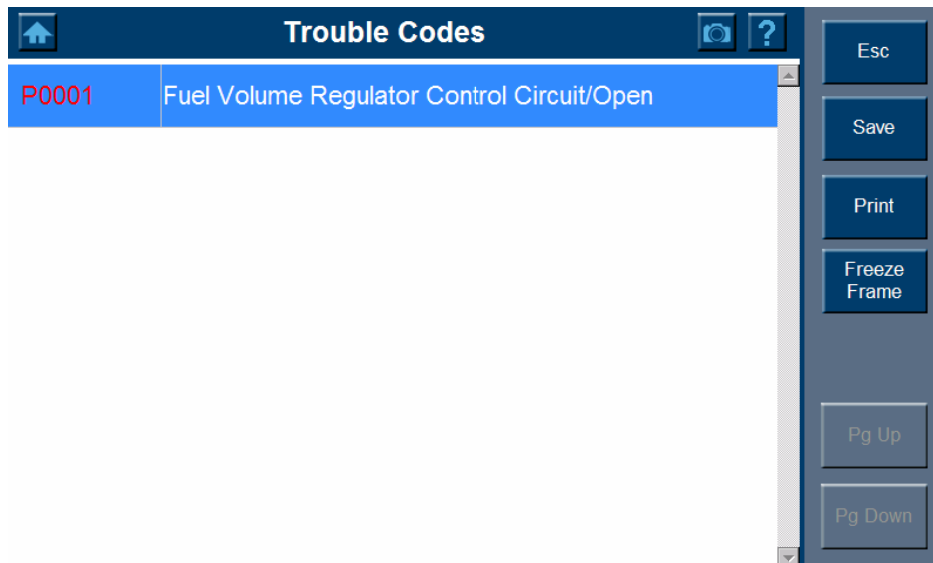 Trouble Codes
?
Esc
P0001 Fuel Volume Regulator Control Circuit/Open
Save
Print
Freeze
Frame
Pg Up
Pg Down